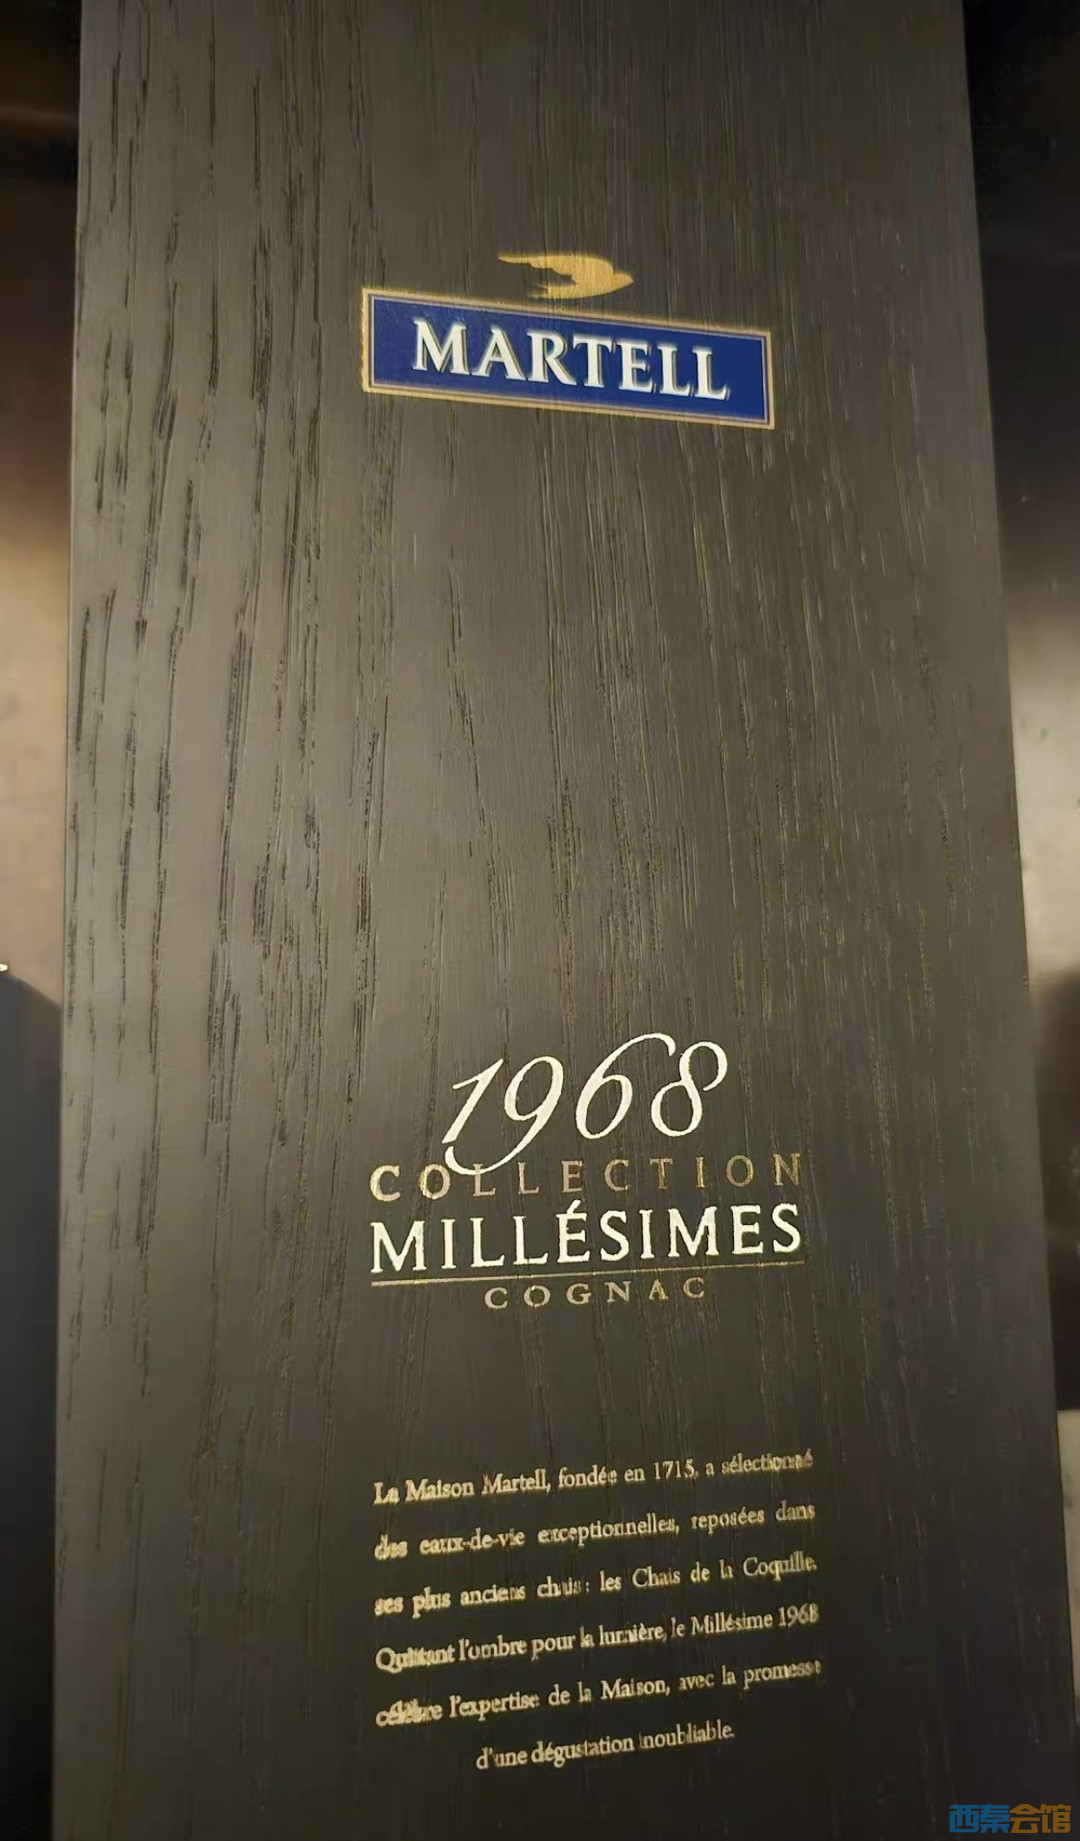 MARTELL
1968
COLLECTION
MILLÉSIMES
COGNAC
La Maison Martell, fondée en 1715, a sélectionné
des eaux-de-vie exceptionnelles, reposées dans
ses plus anciens chais : les Chais de la Coquille.
Quittant l'ombre pour la lumière, le Millésime 1968
célèbre l'expertise de la Maison, avec la promesse
d'une dégustation inoubliable.
西秦会馆